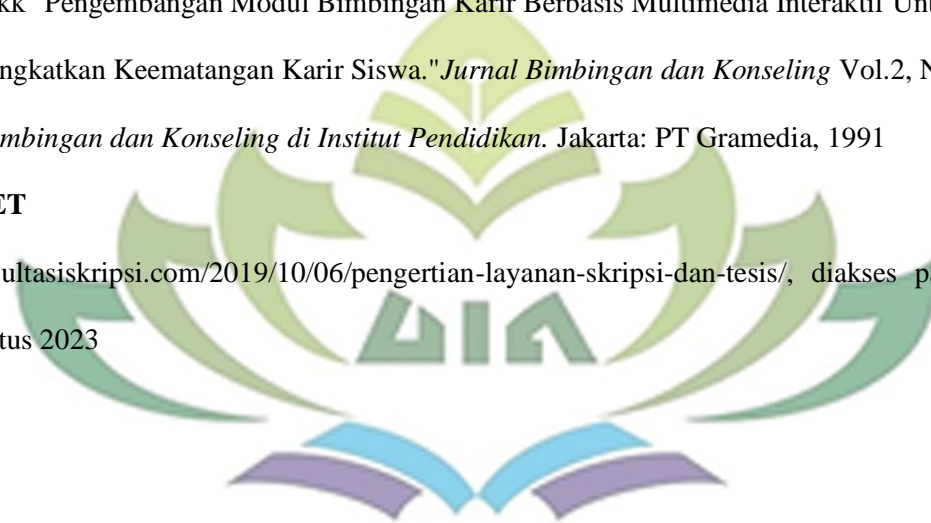 kk "Pengembangan Modul Bimbingan Karir Berbasis Multimedia Interaktif Unt
ngkatkan Keematangan Karir Siswa."Jurnal Bimbingan dan Konseling Vol.2, N
mbingan dan Konseling di Institut Pendidikan. Jakarta: PT Gramedia, 1991
ET
ultasiskripsi.com/2019/10/06/pengertian-layanan-skripsi-dan-tesis/, diakses pa
tus 2023
UIN